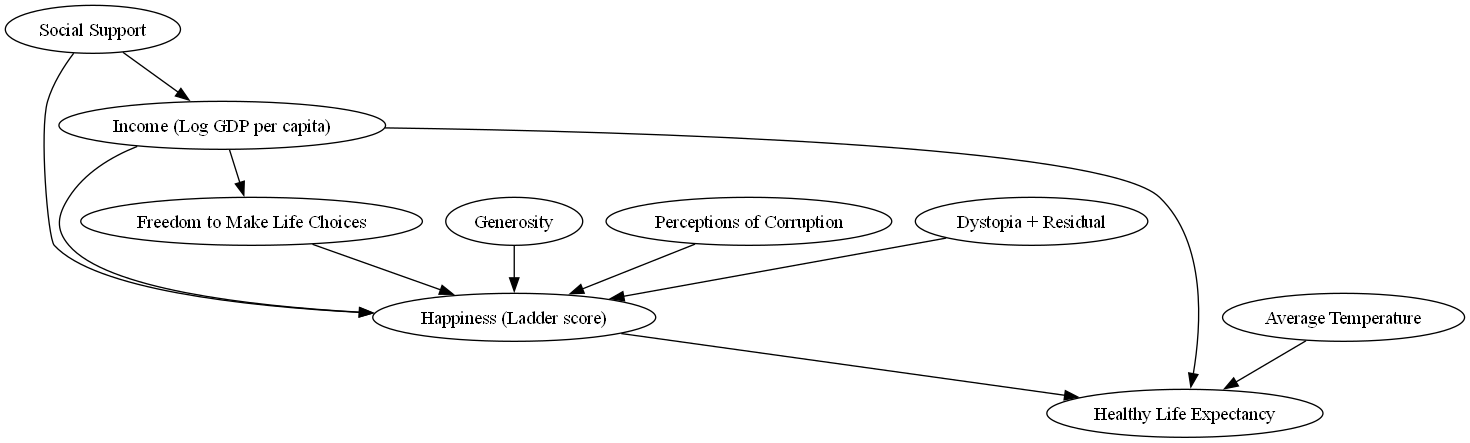 Social Support
Income (Log GDP per capita)
Freedom to Make Life Choices
Generosity
Perceptions of Corruption
Dystopia + Residual
Happiness (Ladder score)
Average Temperature
Healthy Life Expectancy